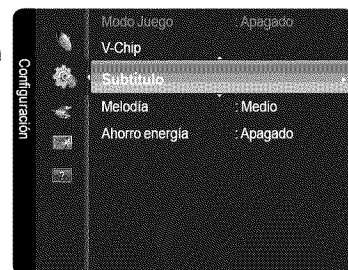 Configuración
Modo Juego : Apagado
V-Chip
Subtítulo
Melodía : Medio
Ahorro energía : Apagado